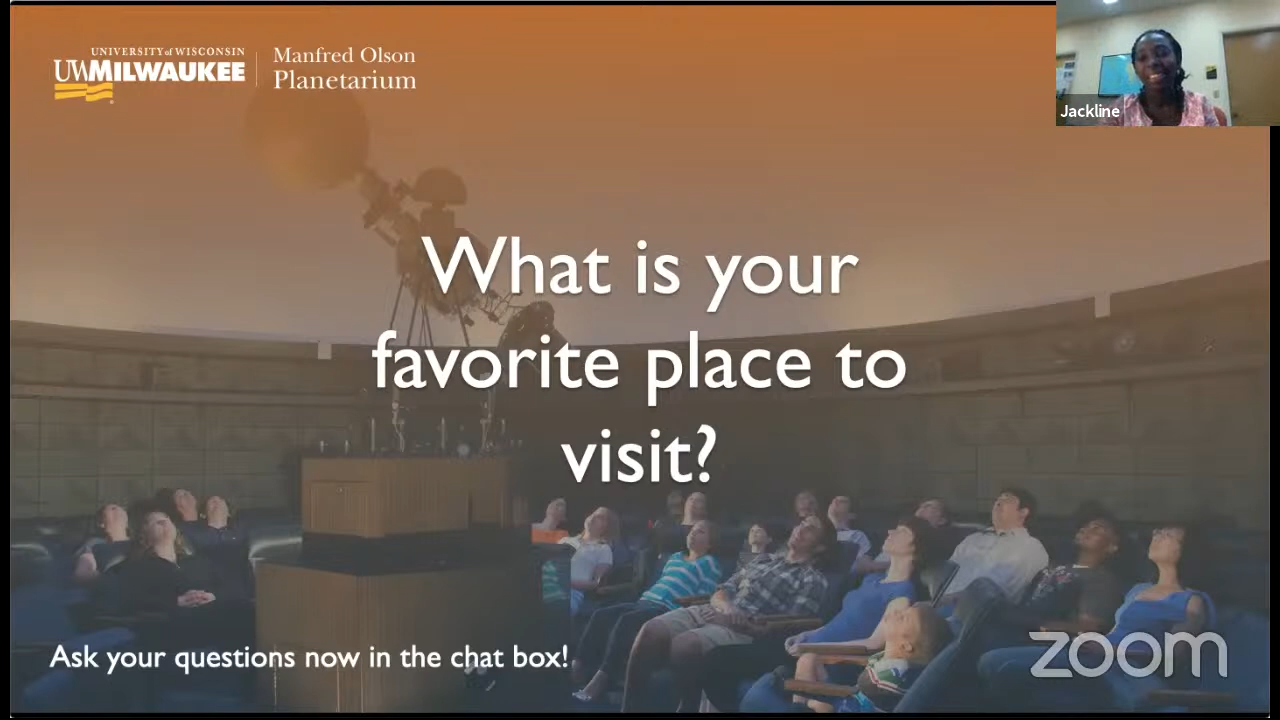 UNIVERSITY of WISCONSIN
UWMILWAUKEE
Manfred Olson
Planetarium
Jackline
What is your
favorite place to
visit?
Ask your questions now in the chat box!
zoom